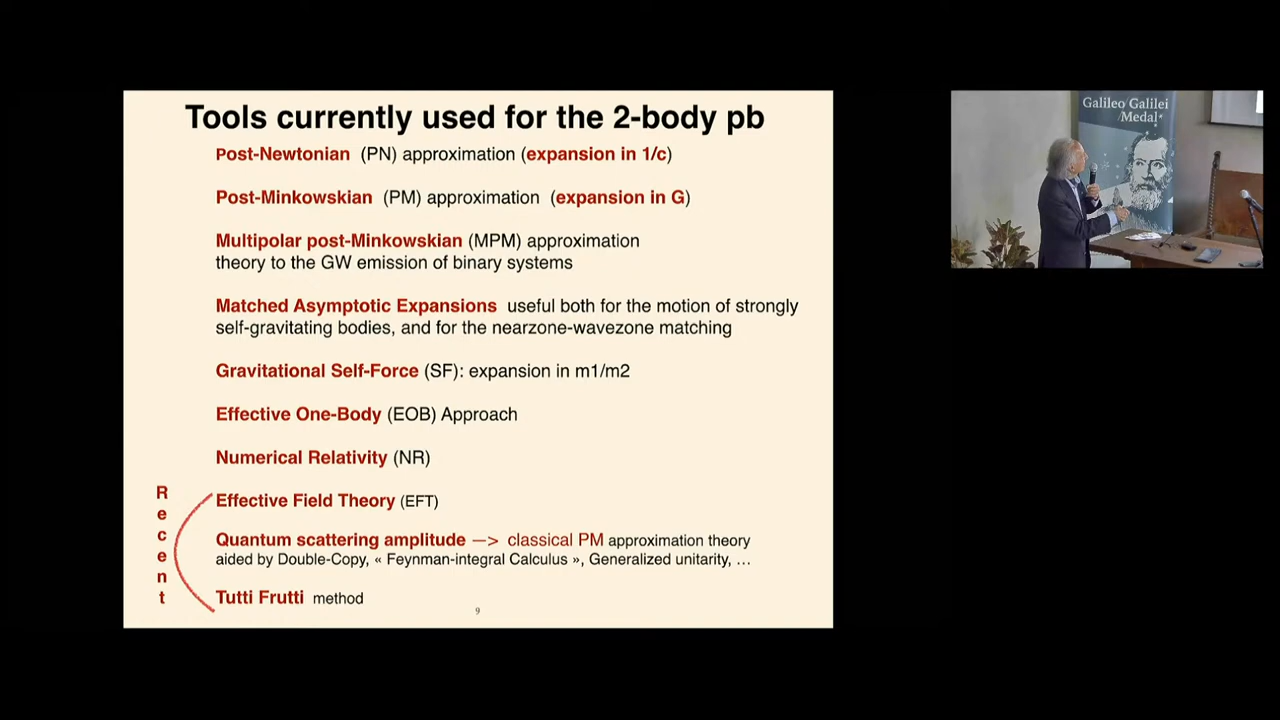 Tools currently used for the 2-body pb
Post-Newtonian (PN) approximation (expansion in 1/c)
Post-Minkowskian (PM) approximation (expansion in G)
Multipolar post-Minkowskian (MPM) approximation
theory to the GW emission of binary systems
Matched Asymptotic Expansions useful both for the motion of strongly
self-gravitating bodies, and for the nearzone-wavezone matching
Gravitational Self-Force (SF): expansion in m1/m2
Effective One-Body (EOB) Approach
Numerical Relativity (NR)
Recent
Effective Field Theory (EFT)
Quantum scattering amplitude —> classical PM approximation theory
aided by Double-Copy, « Feynman-integral Calculus », Generalized unitarity, …
Tutti Frutti method
9
Galileo Galilei
Medal